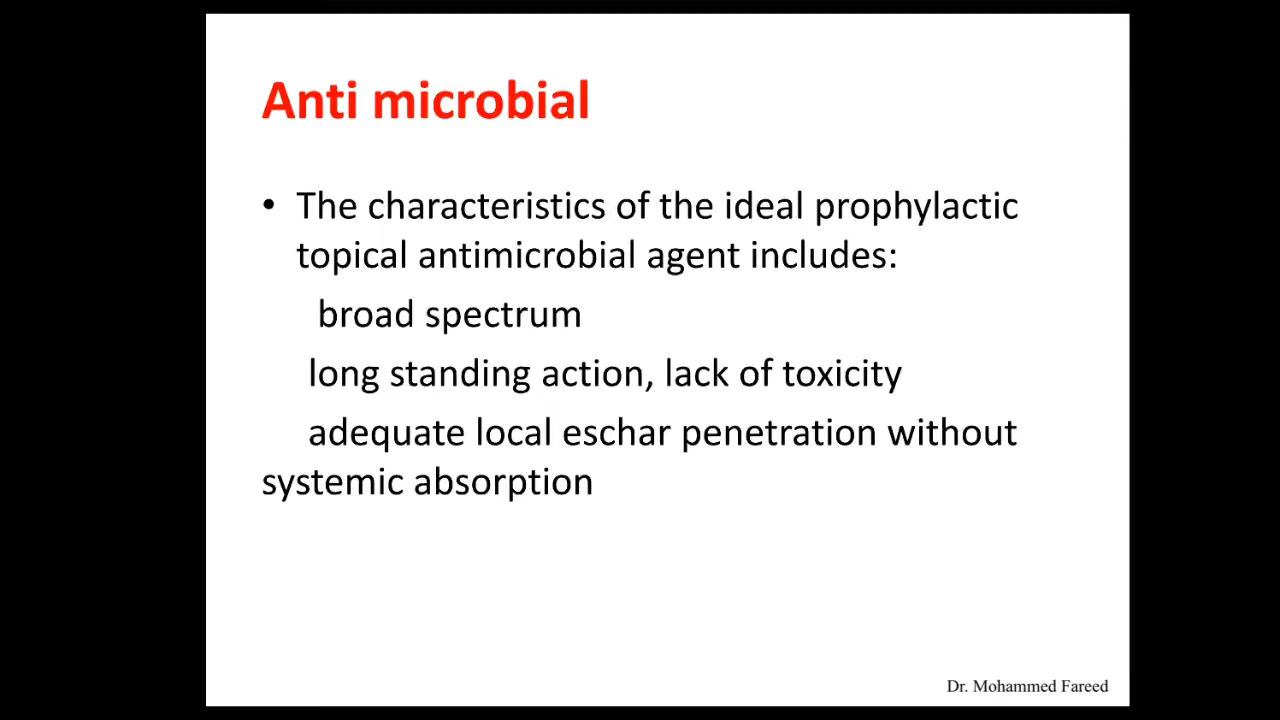 Anti microbial
• The characteristics of the ideal prophylactic
topical antimicrobial agent includes:
broad spectrum
long standing action, lack of toxicity
adequate local eschar penetration without
systemic absorption
Dr. Mohammed Fareed